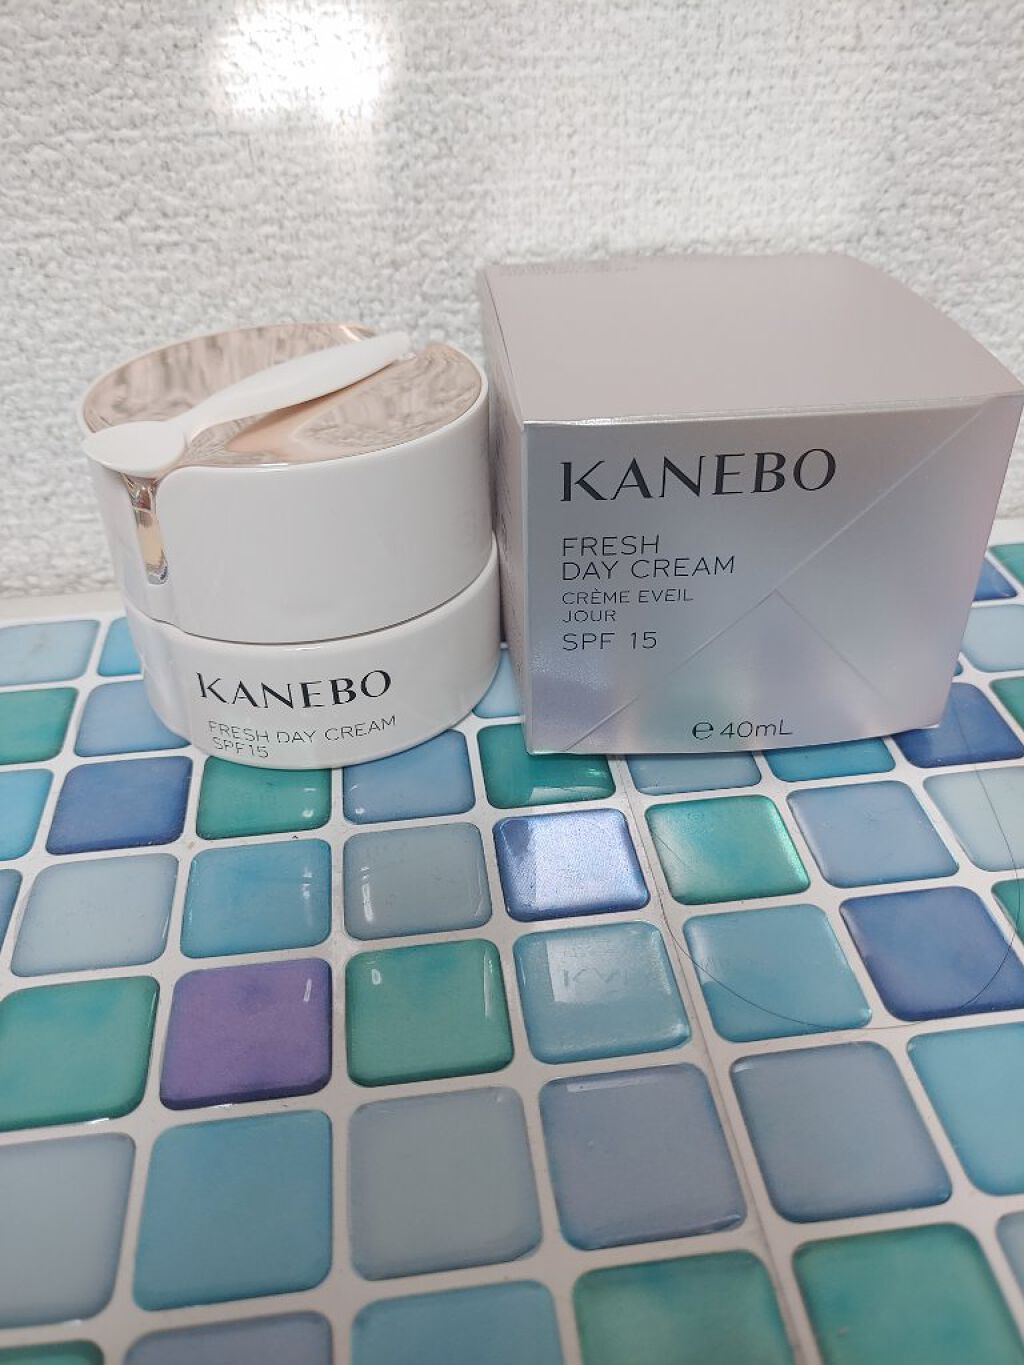 KANEBO
FRESH DAY CREAM
SPF15
KANEBO
FRESH
DAY CREAM
CRÈME EVEIL
JOUR
SPF 15
℮ 40mL